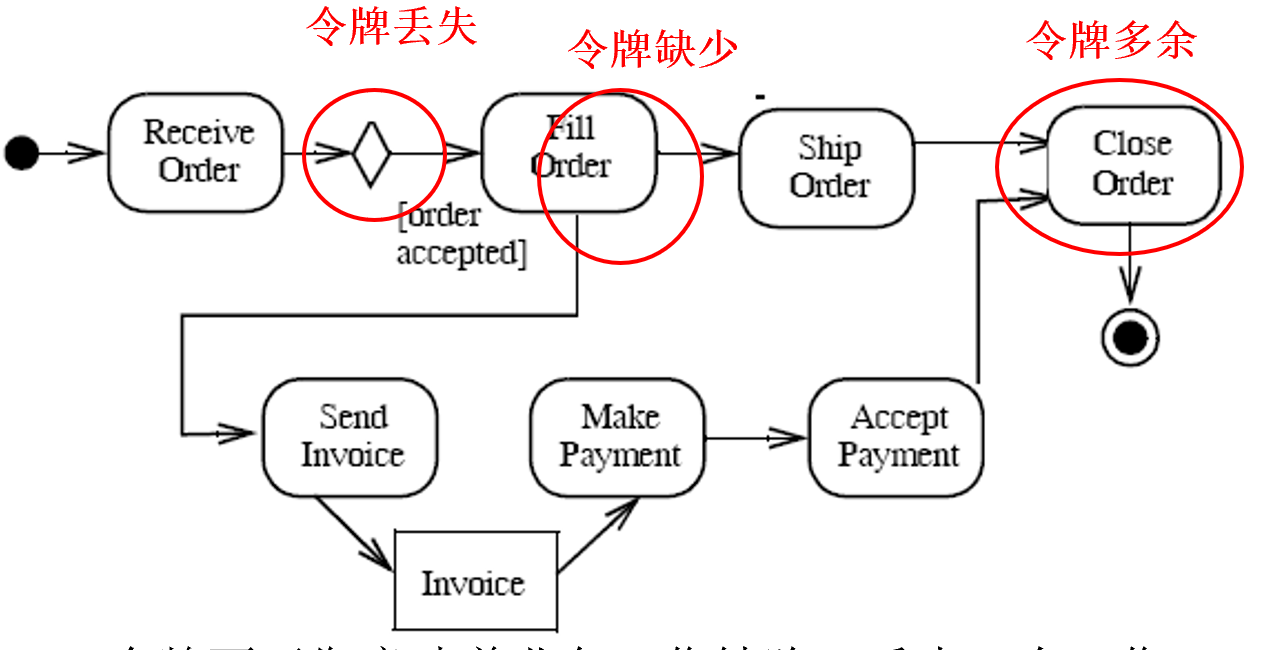 令牌丢失
令牌缺少
令牌多余
Receive
Order
Fill
Order
Ship
Order
Close
Order
[order
accepted]
Send
Invoice
Make
Payment
Accept
Payment
Invoice